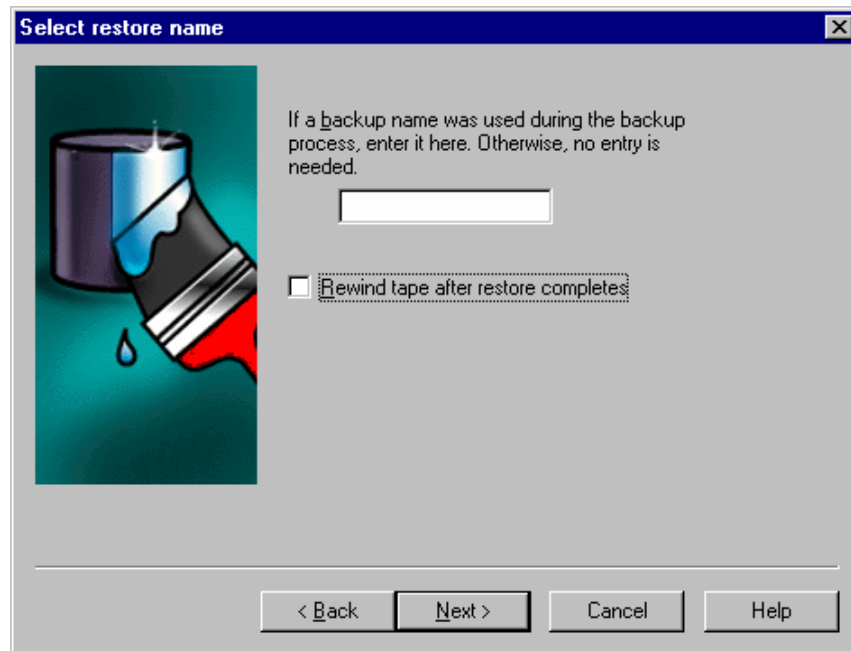 Select restore name
If a backup name was used during the backup
process, enter it here. Otherwise, no entry is
needed.
Rewind tape after restore completes
< Back
Next >
Cancel
Help